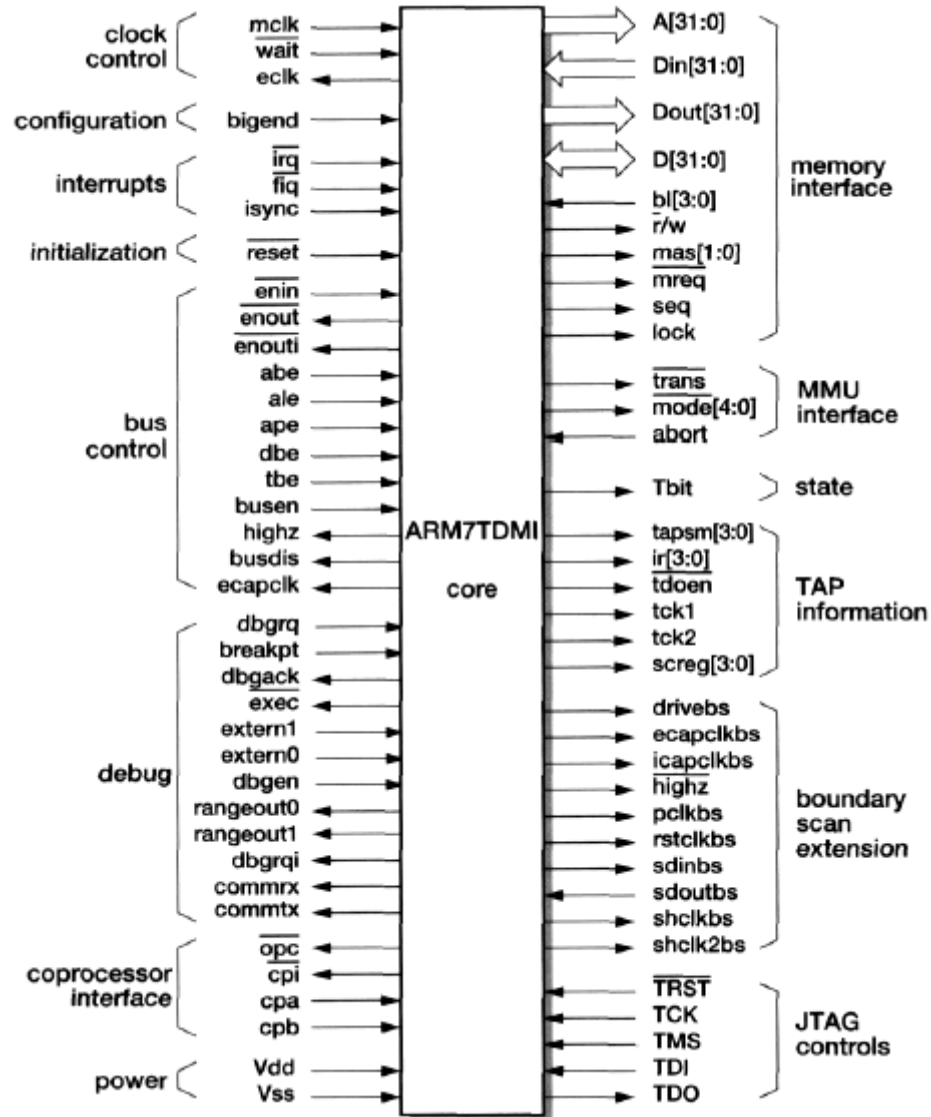 clock
control
mclk
wait
eclk
configuration
bigend
interrupts
irq
fiq
isync
initialization
reset
bus
control
enin
enout
enouti
abe
ale
ape
dbe
tbe
busen
highz
busdis
ecapclk
debug
dbgrq
breakpt
dbgack
exec
extern1
extern0
dbgen
rangeout0
rangeout1
dbgrqi
commrx
commtx
coprocessor
interface
opc
cpi
cpa
cpb
power
Vdd
Vss
ARM7TDMI
core
A[31:0]
Din[31:0]
Dout[31:0]
D[31:0]
bl[3:0]
r/w
mas[1:0]
mreq
seq
lock
memory
interface
trans
mode[4:0]
abort
MMU
interface
Tbit
state
tapsm[3:0]
ir[3:0]
tdoen
tck1
tck2
screg[3:0]
TAP
information
drivebs
ecapclkbs
icapclkbs
highz
pclkbs
rstclkbs
sdinbs
sdoutbs
shclkbs
shclk2bs
boundary
scan
extension
TRST
TCK
TMS
TDI
TDO
JTAG
controls